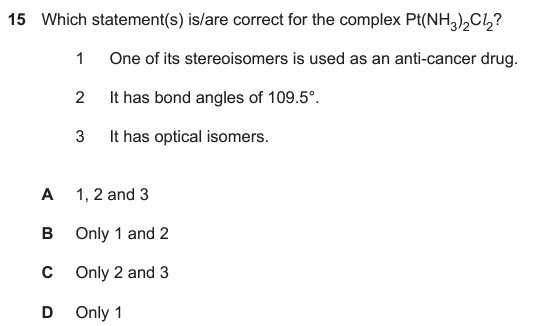 15 Which statement(s) is/are correct for the complex Pt(NH₃)₂Cl₂?
1 One of its stereoisomers is used as an anti-cancer drug.
2 It has bond angles of 109.5°.
3 It has optical isomers.
A 1, 2 and 3
B Only 1 and 2
C Only 2 and 3
D Only 1